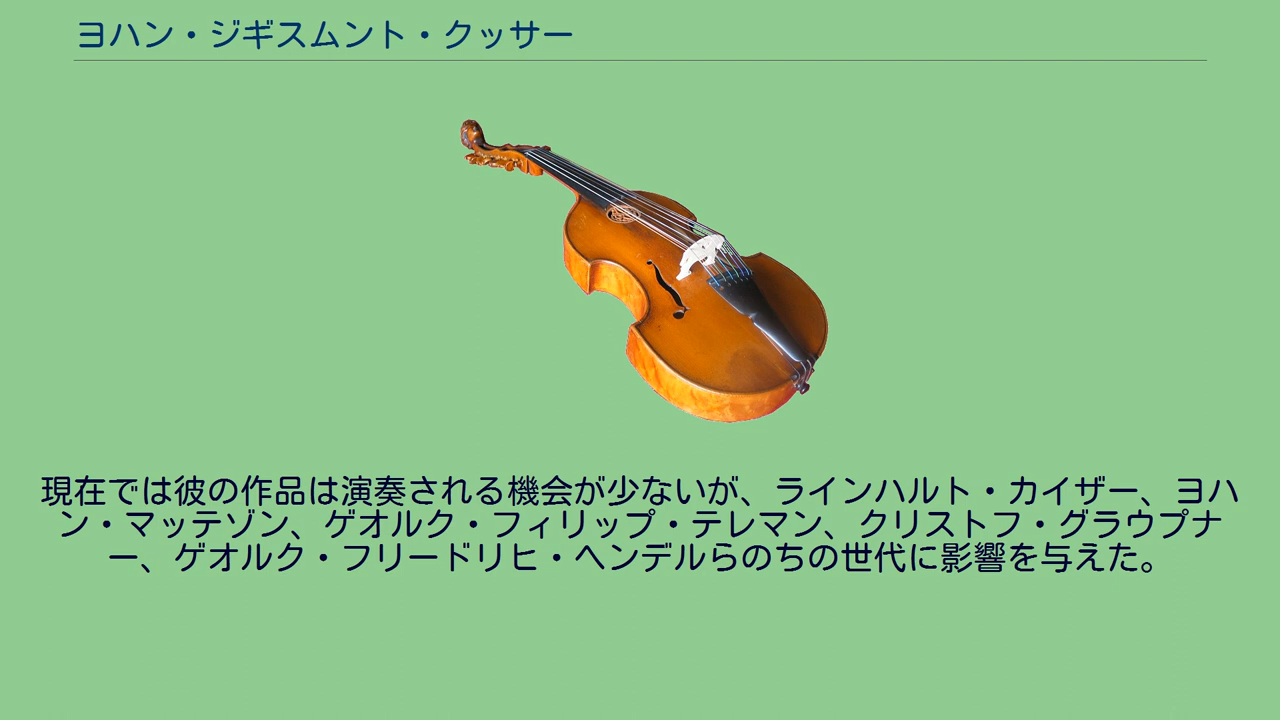 ヨハン・ジギスムント・クッサー
現在では彼の作品は演奏される機会が少ないが、ラインハルト・カイザー、ヨハ
ン・マッテゾン、ゲオルク・フィリップ・テレマン、クリストフ・グラウプナ
ー、ゲオルク・フリードリヒ・ヘンデルらのちの世代に影響を与えた。